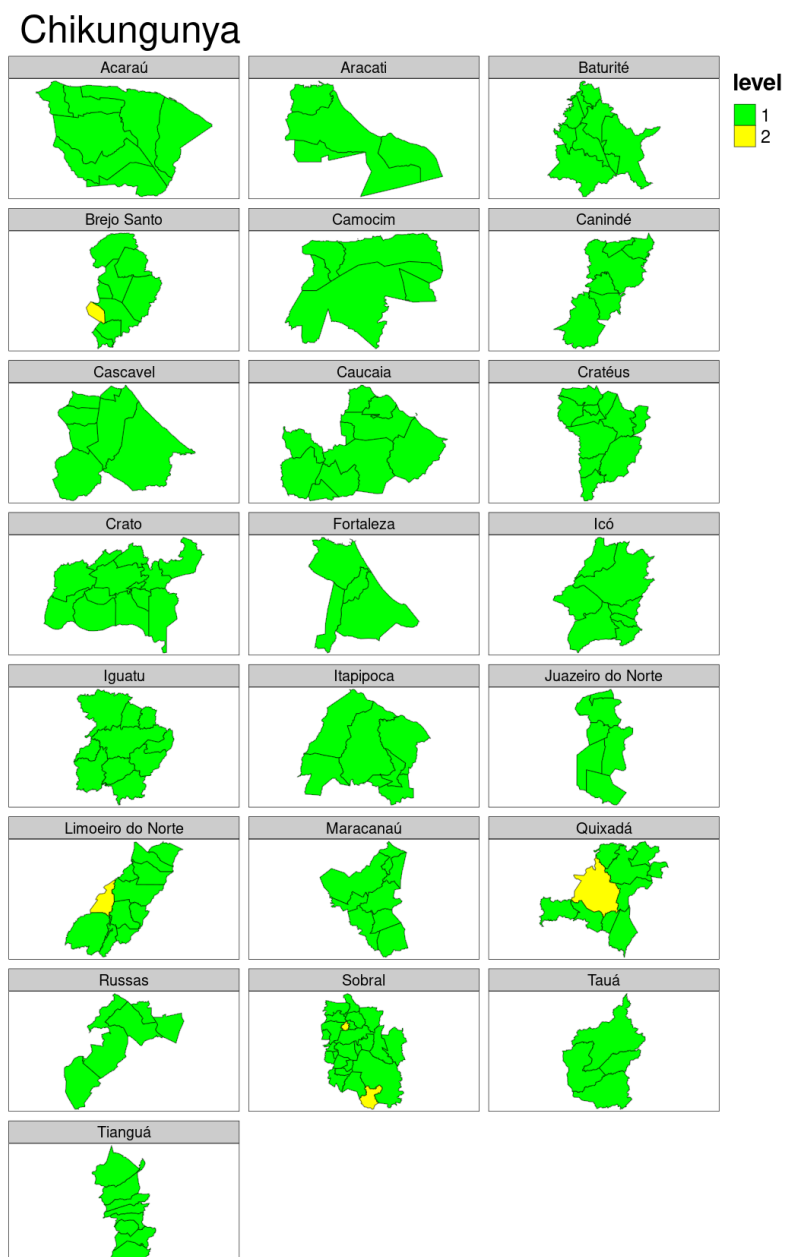 Chikungunya
Acaraú
Aracati
Baturité
level
1
2
Brejo Santo
Camocim
Canindé
Cascavel
Caucaia
Cratéus
Crato
Fortaleza
Icó
Iguatu
Itapipoca
Juazeiro do Norte
Limoeiro do Norte
Maracanaú
Quixadá
Russas
Sobral
Tauá
Tianguá